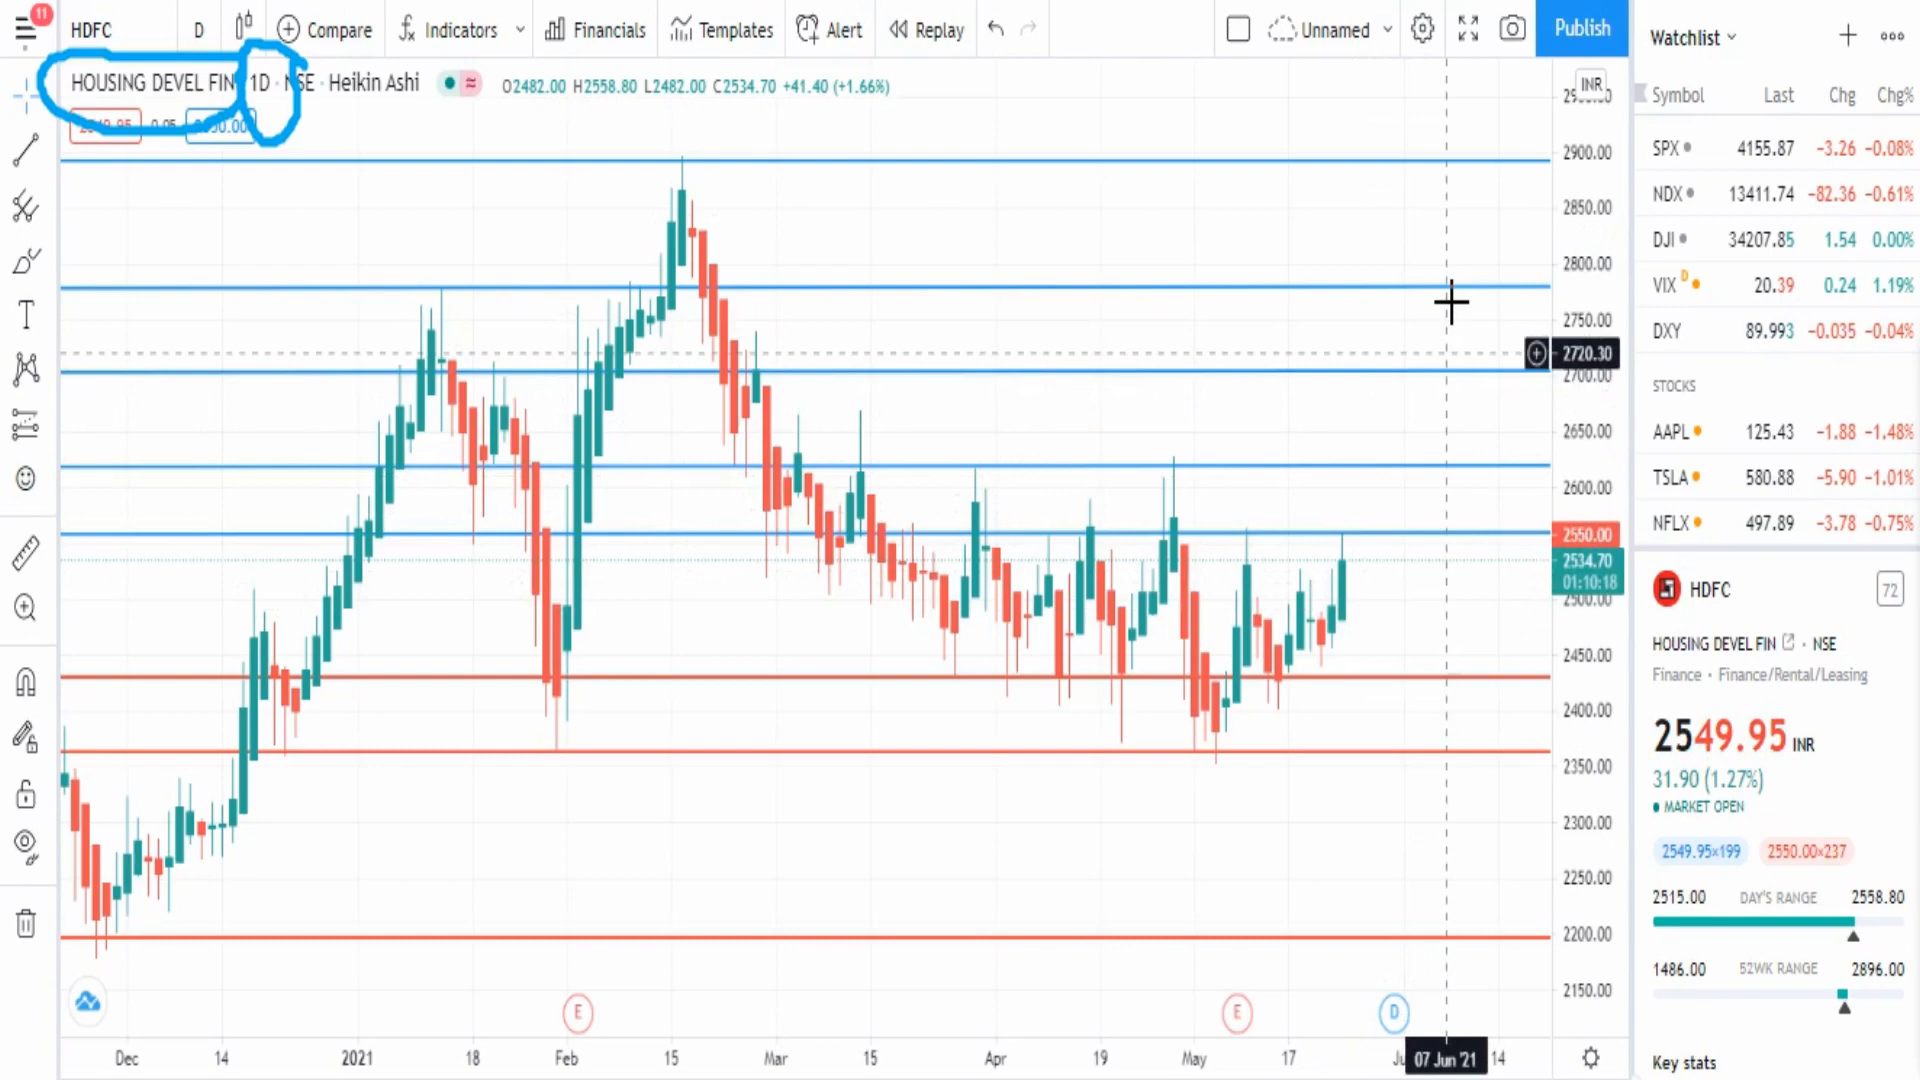 11
HDFC D Compare Indicators Financials Templates Alert Replay Unnamed Publish
HOUSING DEVEL FIN 1D · NSE · Heikin Ashi O2482.00 H2558.80 L2482.00 C2534.70 +41.40 (+1.66%)
2549.95 0.05
INR
2900.00
2850.00
2800.00
2750.00
2720.30
2700.00
2650.00
2600.00
2550.00
2534.70
01:10:18
2500.00
2450.00
2400.00
2350.00
2300.00
2250.00
2200.00
2150.00
E E D
Dec 14 2021 18 Feb 15 Mar 15 Apr 19 May 17 07 Jun '21 14
Watchlist
Symbol Last Chg Chg%
SPX 4155.87 −3.26 −0.08%
NDX 13411.74 −82.36 −0.61%
DJI 34207.85 1.54 0.00%
VIX D 20.39 0.24 1.19%
DXY 89.993 −0.035 −0.04%
STOCKS
AAPL 125.43 −1.88 −1.48%
TSLA 580.88 −5.90 −1.01%
NFLX 497.89 −3.78 −0.75%
HDFC 72
HOUSING DEVEL FIN · NSE
Finance · Finance/Rental/Leasing
2549.95 INR
31.90 (1.27%)
MARKET OPEN
2549.95×199 2550.00×237
2515.00 DAY'S RANGE 2558.80
1486.00 52WK RANGE 2896.00
Key stats